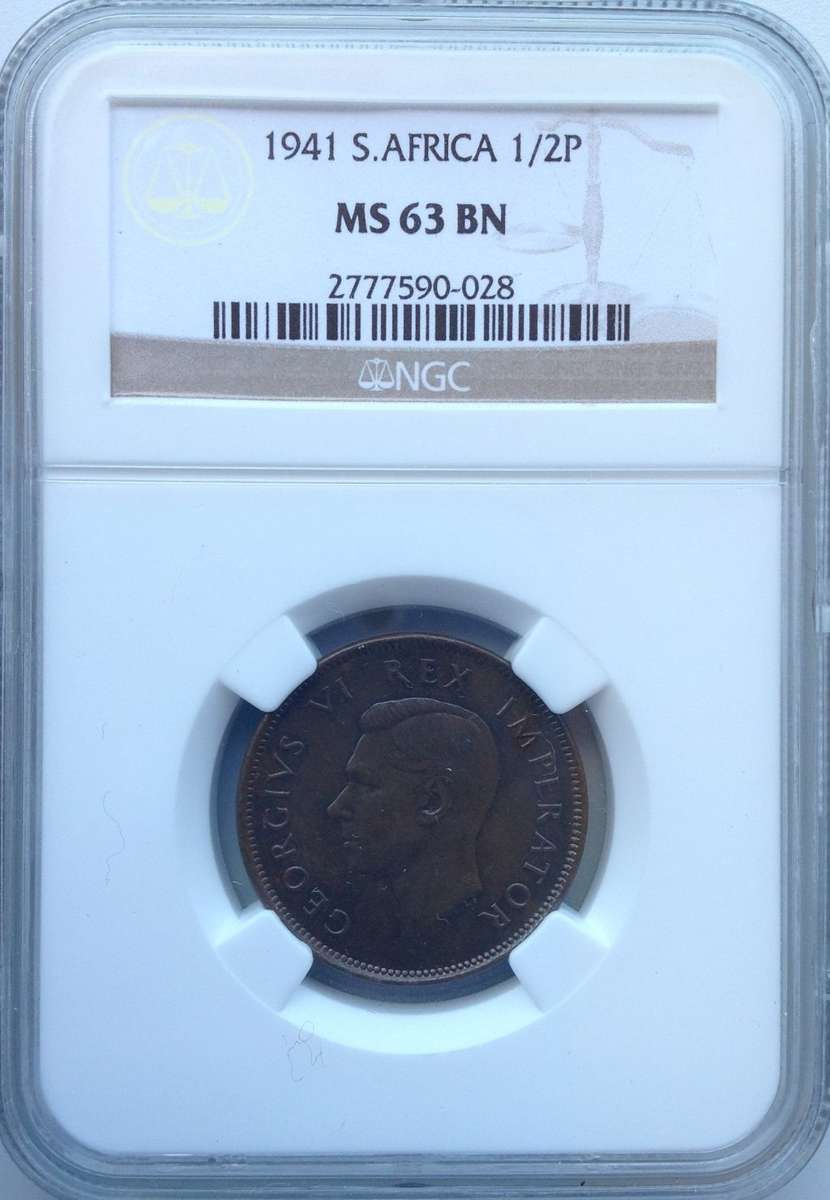 1941 S.AFRICA 1/2P
MS 63 BN
2777590-028
NGC
GEORGIVS VI REX IMPERATOR